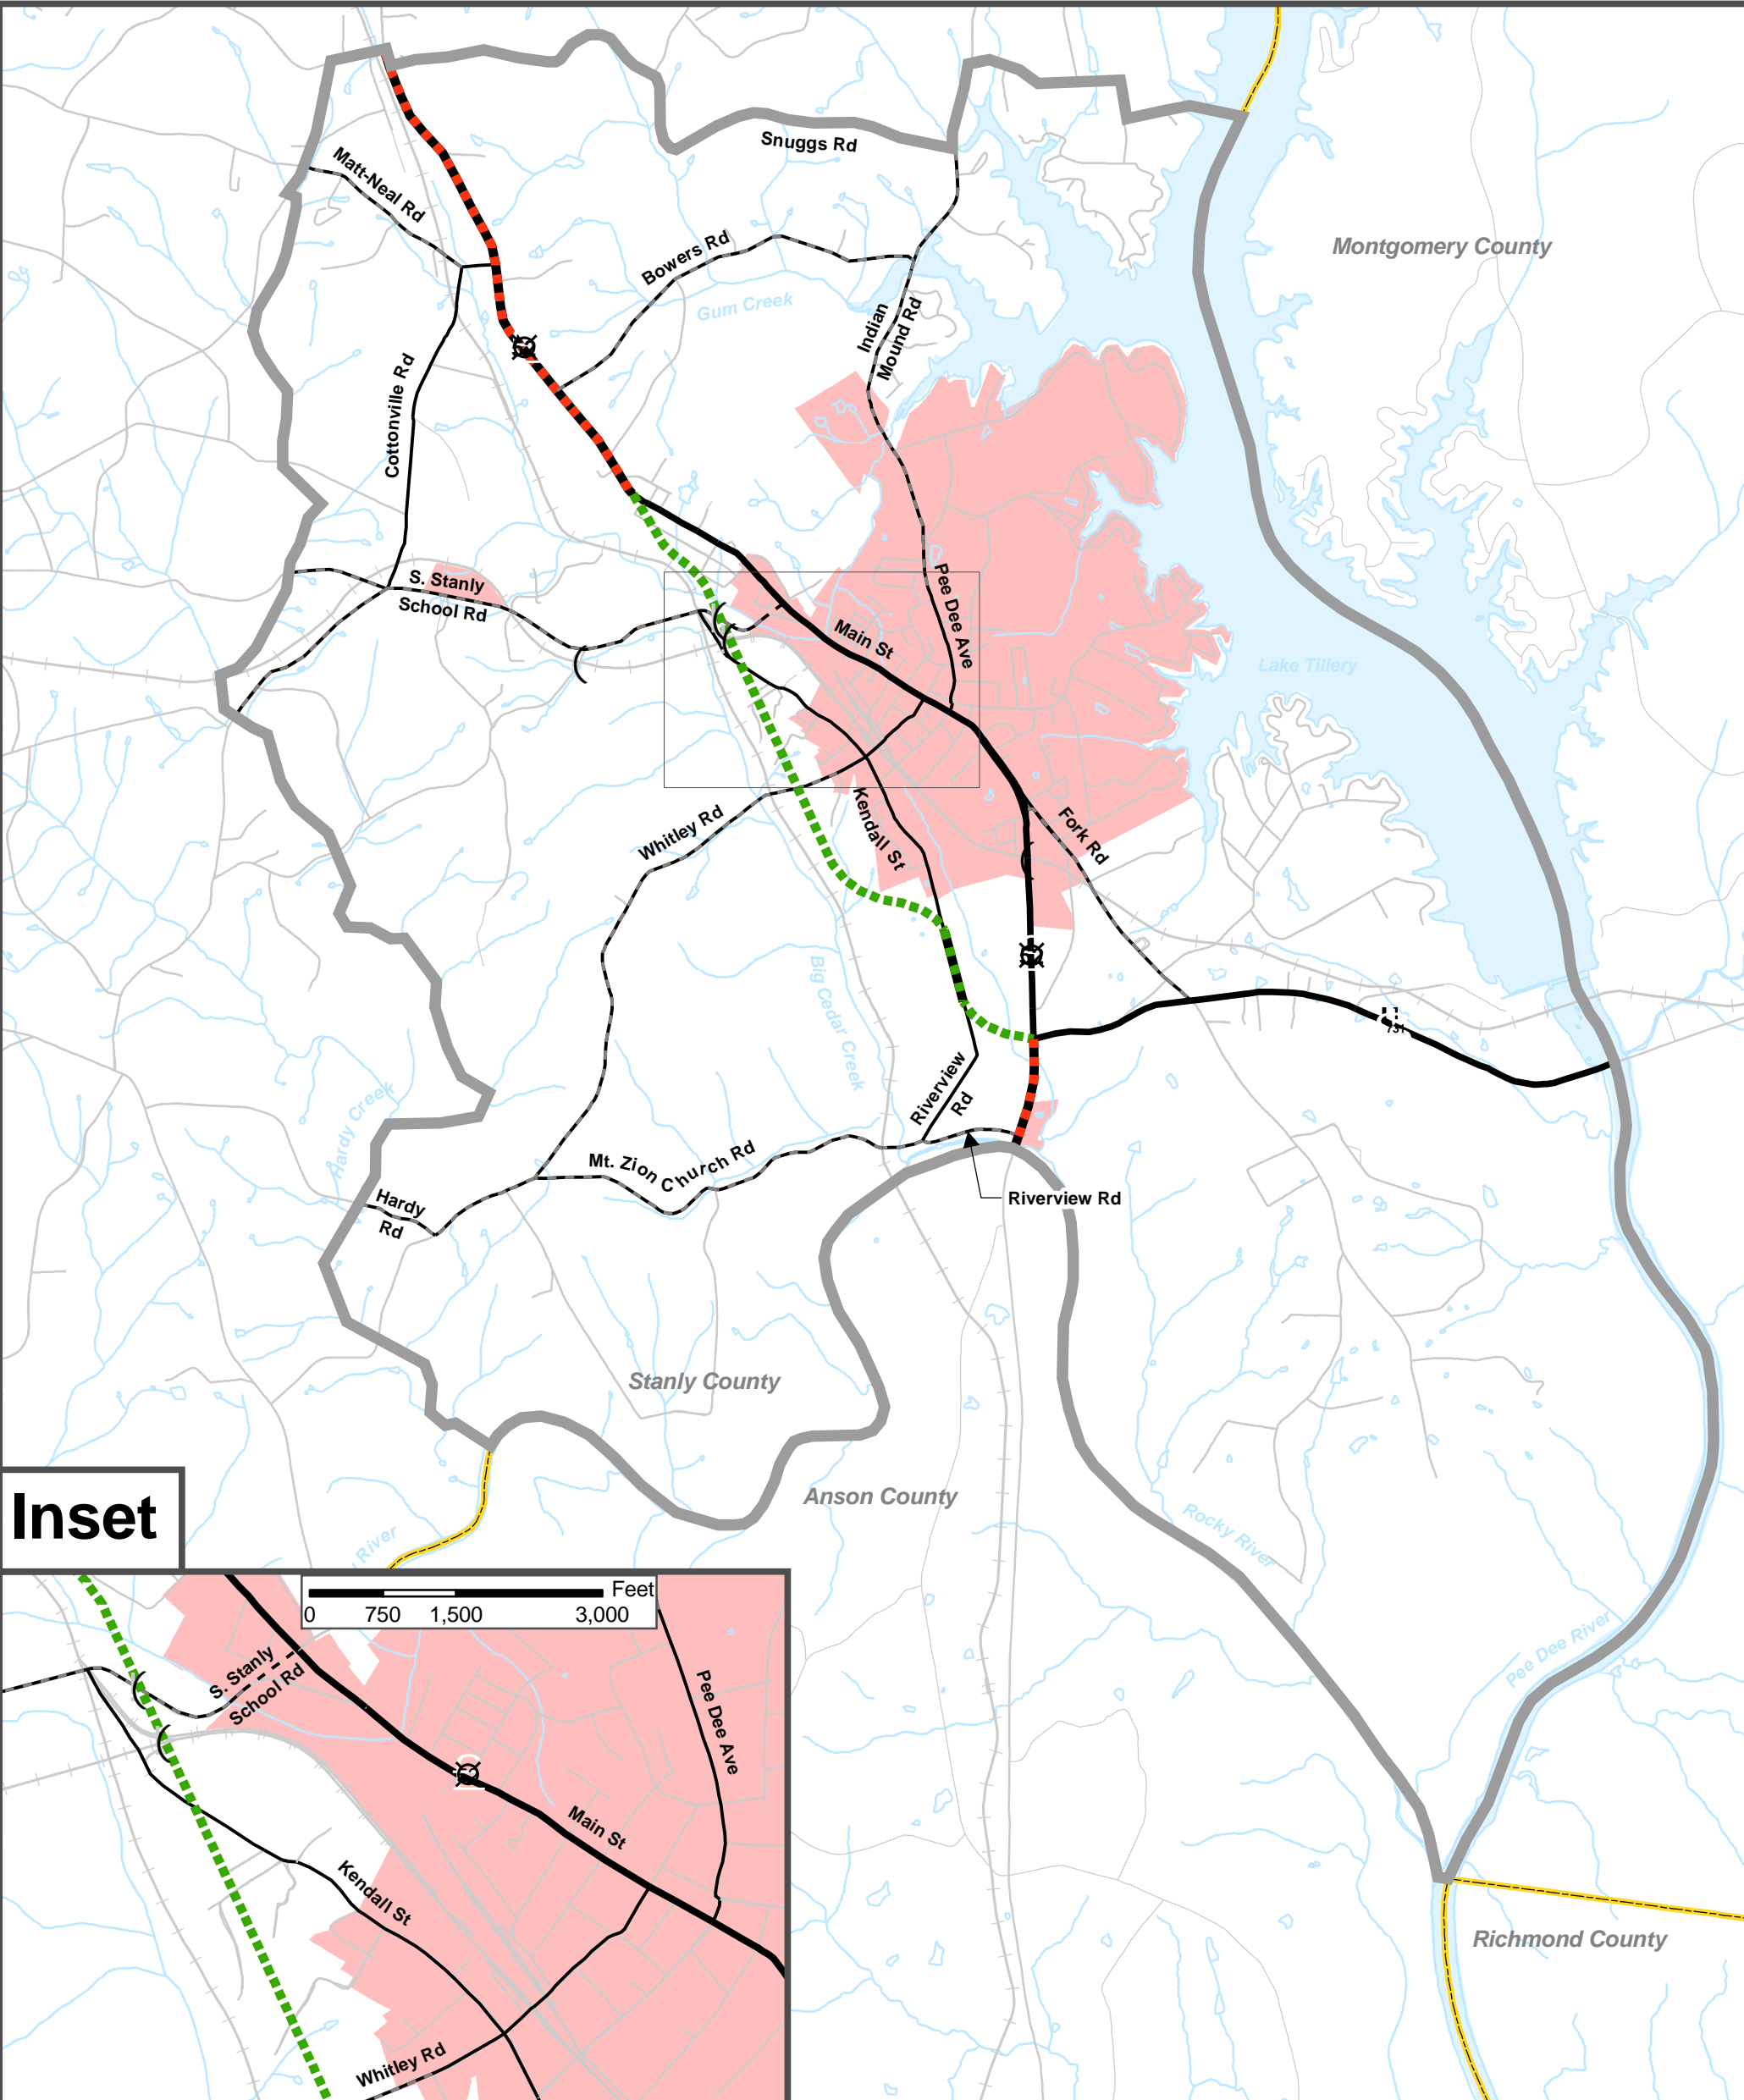 Snuggs Rd
Matt-Neal Rd
Montgomery County
Bowers Rd
Gum Creek
Indian
Mound Rd
Cottonville Rd
S. Stanly
School Rd
Pee Dee Ave
Main St
Lake Tillery
Whitley Rd
Kendall St
Fork Rd
52
Big Cedar Creek
731
Riverview
Rd
Hardy Creek
Mt. Zion Church Rd
Hardy
Rd
Riverview Rd
Stanly County
Anson County
Rocky River
Inset
River
Feet
0 750 1,500 3,000
S. Stanly
School Rd
Pee Dee Ave
Main St
Kendall St
Whitley Rd
Pee Dee River
Richmond County